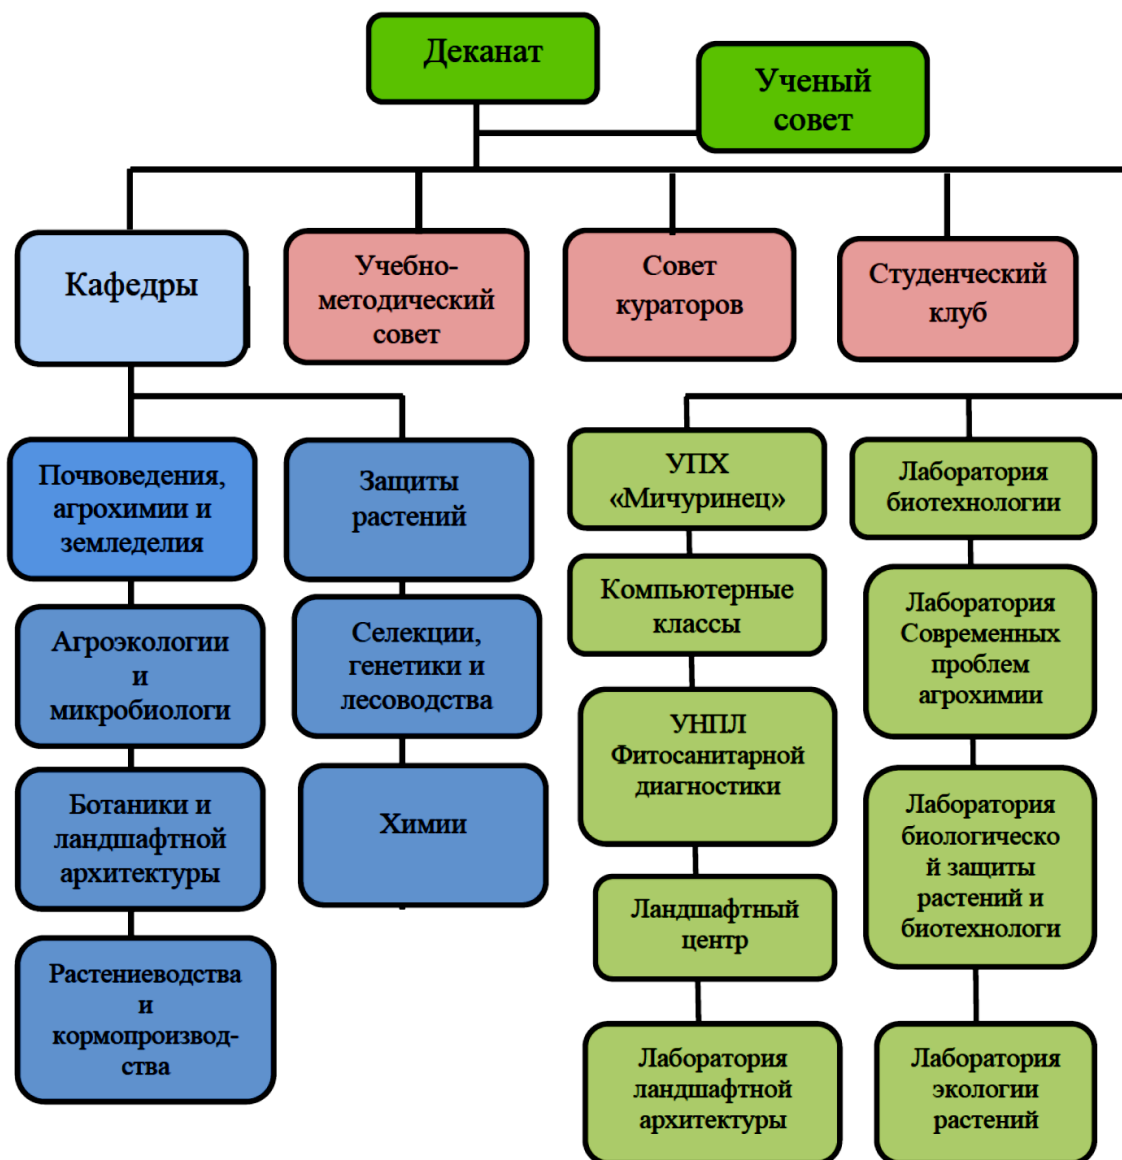 Деканат
Ученый
совет
Кафедры
Учебно-
методический
совет
Совет
кураторов
Студенческий
клуб
Почвоведения,
агрохимии и
земледелия
Агроэкологии
и
микробиологи
Ботаники и
ландшафтной
архитектуры
Растениеводства
и
кормопроизвод-
ства
Защиты
растений
Селекции,
генетики и
лесоводства
Химии
УПХ
«Мичуринец»
Компьютерные
классы
УНПЛ
Фитосанитарной
диагностики
Ландшафтный
центр
Лаборатория
ландшафтной
архитектуры
Лаборатория
биотехнологии
Лаборатория
Современных
проблем
агрохимии
Лаборатория
биологическо
й защиты
растений и
биотехнологи
Лаборатория
экологии
растений